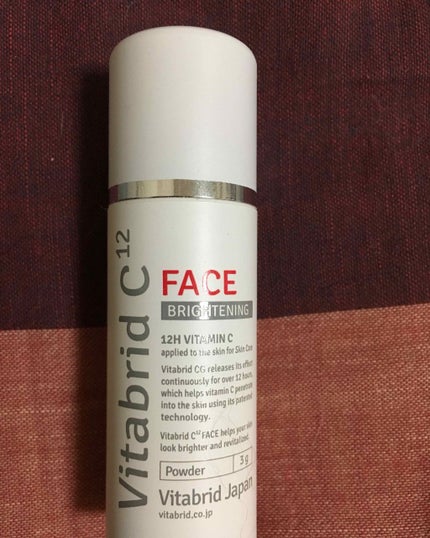 Vitabrid C¹²
FACE
BRIGHTENING
12H VITAMIN C
applied to the skin for Skin Care
Vitabrid CG releases its effect
continuously for over 12 hours,
which helps vitamin C penetrate
into the skin using its patented
technology.
Vitabrid C¹² FACE helps your skin
look brighter and revitalized.
Powder 3 g
Vitabrid Japan
vitabrid.co.jp